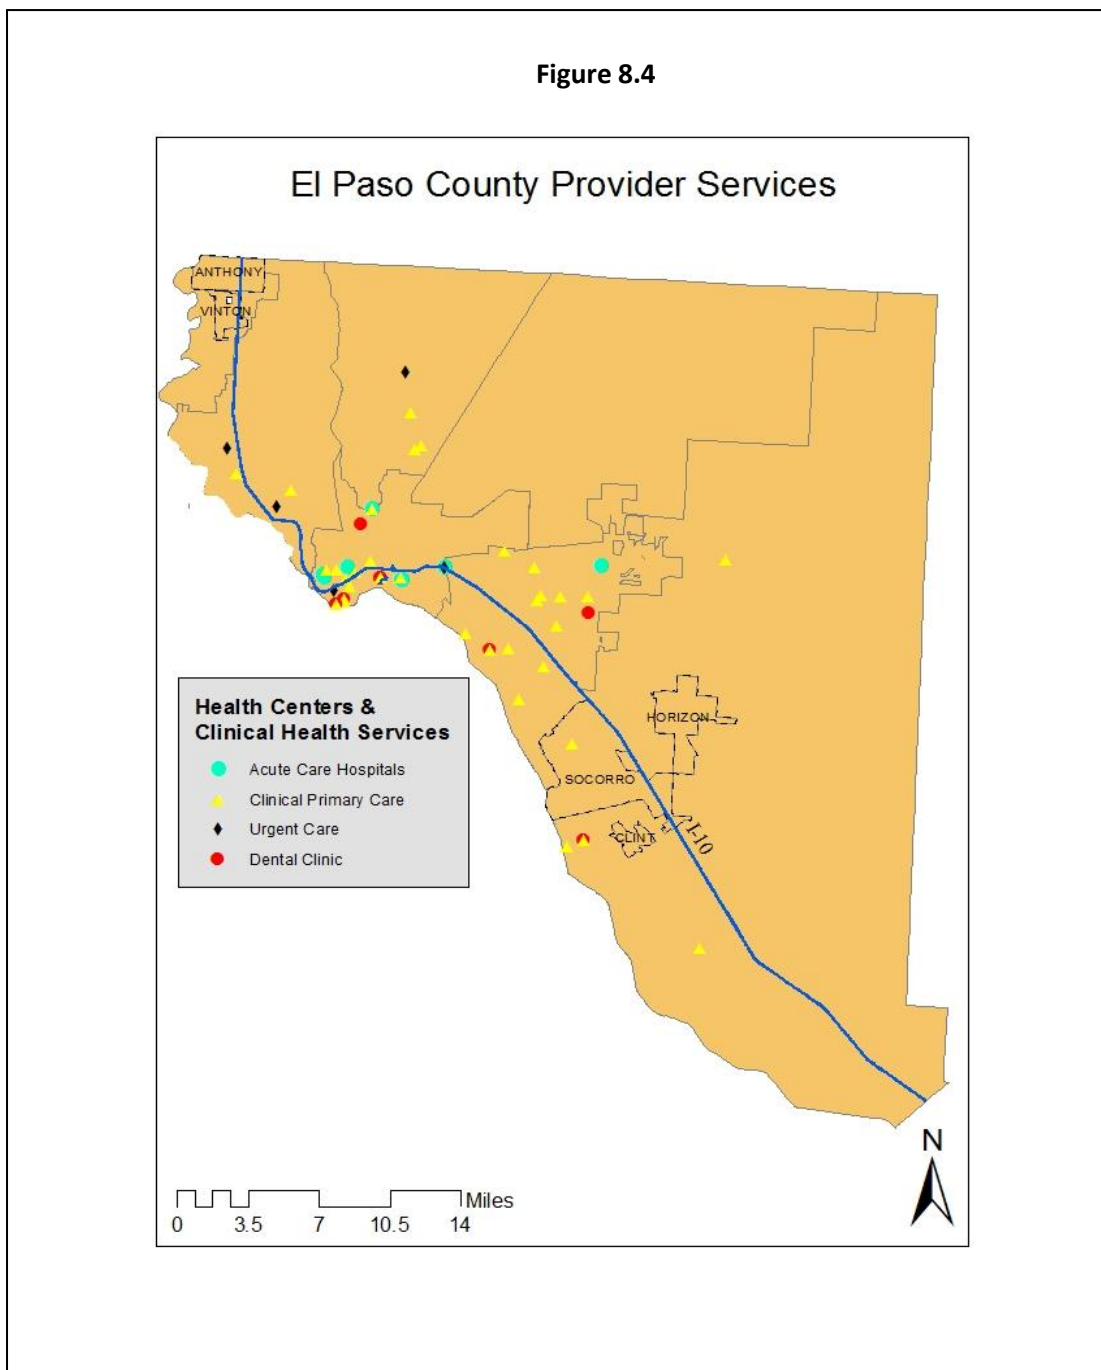 Figure 8.4
El Paso County Provider Services
ANTHONY
VINTON
HORIZON
SOCORRO
CLINT
I-10
Health Centers &
Clinical Health Services
Acute Care Hospitals
Clinical Primary Care
Urgent Care
Dental Clinic
N
Miles
0 3.5 7 10.5 14